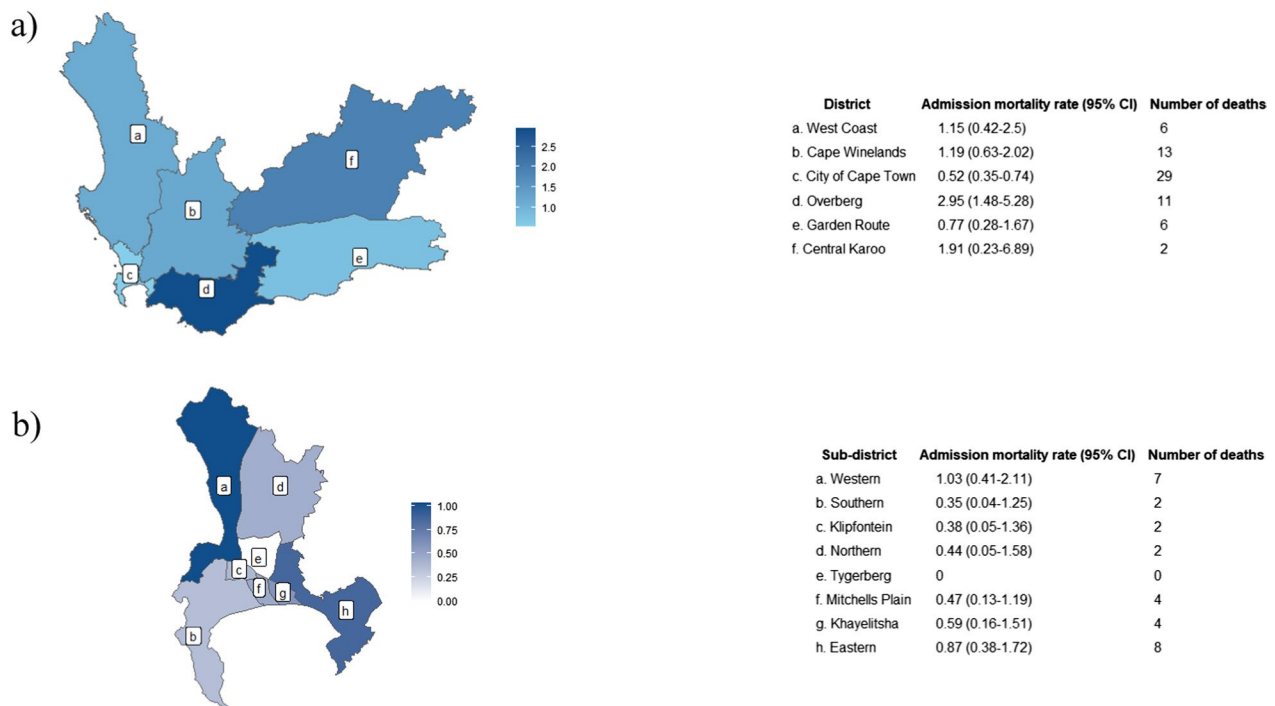 a)
a
b
c
d
e
f
2.5
2.0
1.5
1.0
District Admission mortality rate (95% CI) Number of deaths
a. West Coast 1.15 (0.42-2.5) 6
b. Cape Winelands 1.19 (0.63-2.02) 13
c. City of Cape Town 0.52 (0.35-0.74) 29
d. Overberg 2.95 (1.48-5.28) 11
e. Garden Route 0.77 (0.28-1.67) 6
f. Central Karoo 1.91 (0.23-6.89) 2
b)
a
d
e
c
f
g
h
b
1.00
0.75
0.50
0.25
0.00
Sub-district Admission mortality rate (95% CI) Number of deaths
a. Western 1.03 (0.41-2.11) 7
b. Southern 0.35 (0.04-1.25) 2
c. Klipfontein 0.38 (0.05-1.36) 2
d. Northern 0.44 (0.05-1.58) 2
e. Tygerberg 0 0
f. Mitchells Plain 0.47 (0.13-1.19) 4
g. Khayelitsha 0.59 (0.16-1.51) 4
h. Eastern 0.87 (0.38-1.72) 8